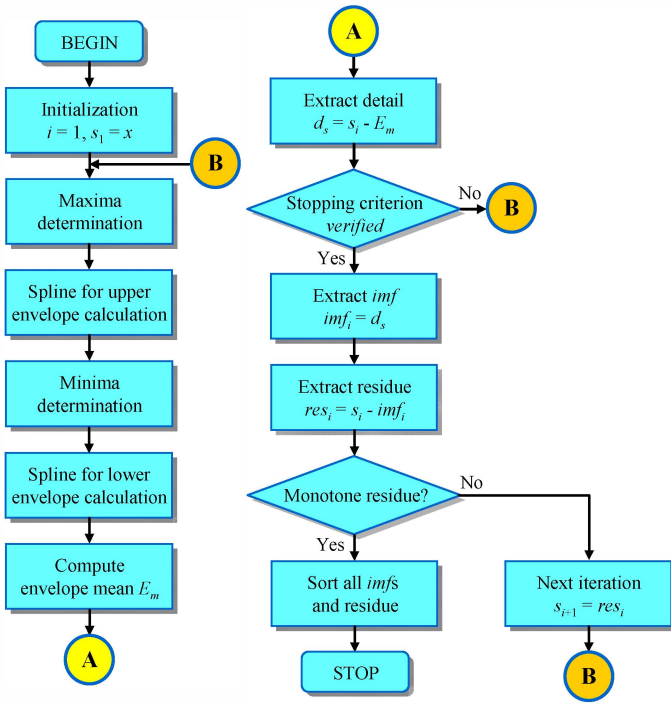 BEGIN
Initialization
i = 1, s₁ = x
B
Maxima
determination
Spline for upper
envelope calculation
Minima
determination
Spline for lower
envelope calculation
Compute
envelope mean Eₘ
A
A
Extract detail
dₛ = sᵢ - Eₘ
Stopping criterion
verified
No
B
Yes
Extract imf
imfᵢ = dₛ
Extract residue
resᵢ = sᵢ - imfᵢ
Monotone residue?
No
Yes
Sort all imfs
and residue
STOP
Next iteration
sᵢ₊₁ = resᵢ
B